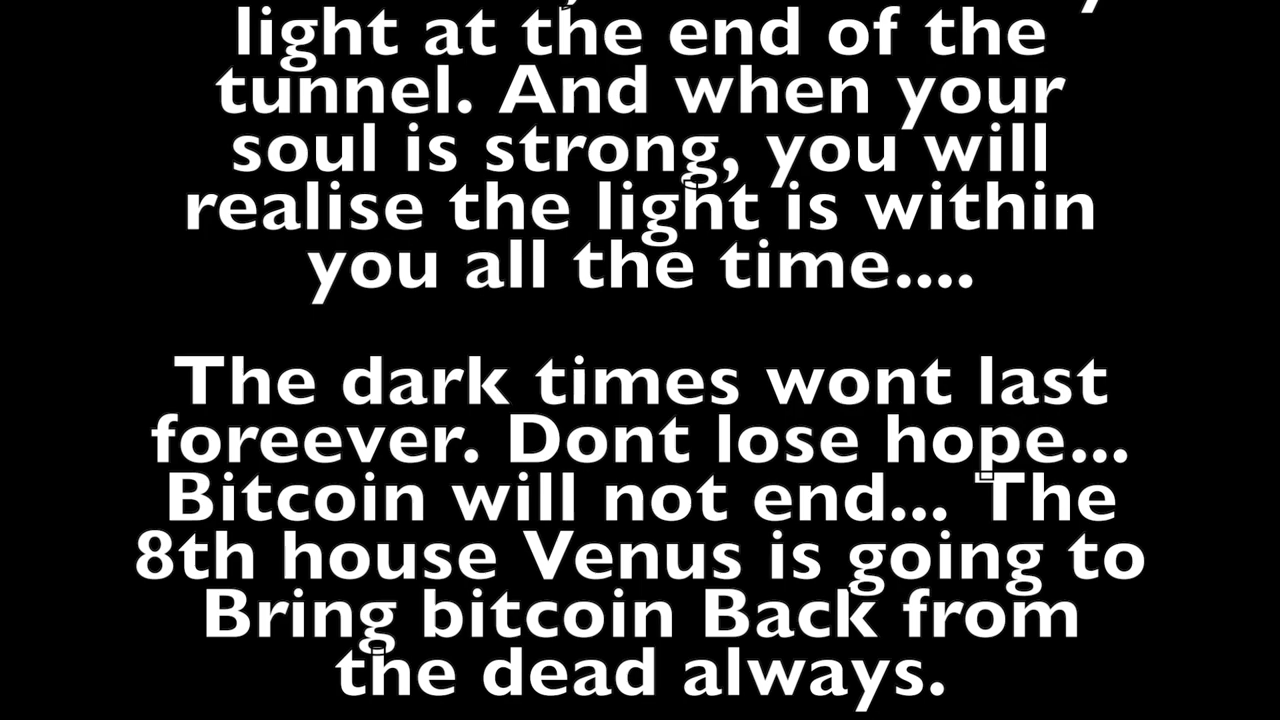 light at the end of the
tunnel. And when your
soul is strong, you will
realise the light is within
you all the time....
The dark times wont last
foreever. Dont lose hope...
Bitcoin will not end... The
8th house Venus is going to
Bring bitcoin Back from
the dead always.